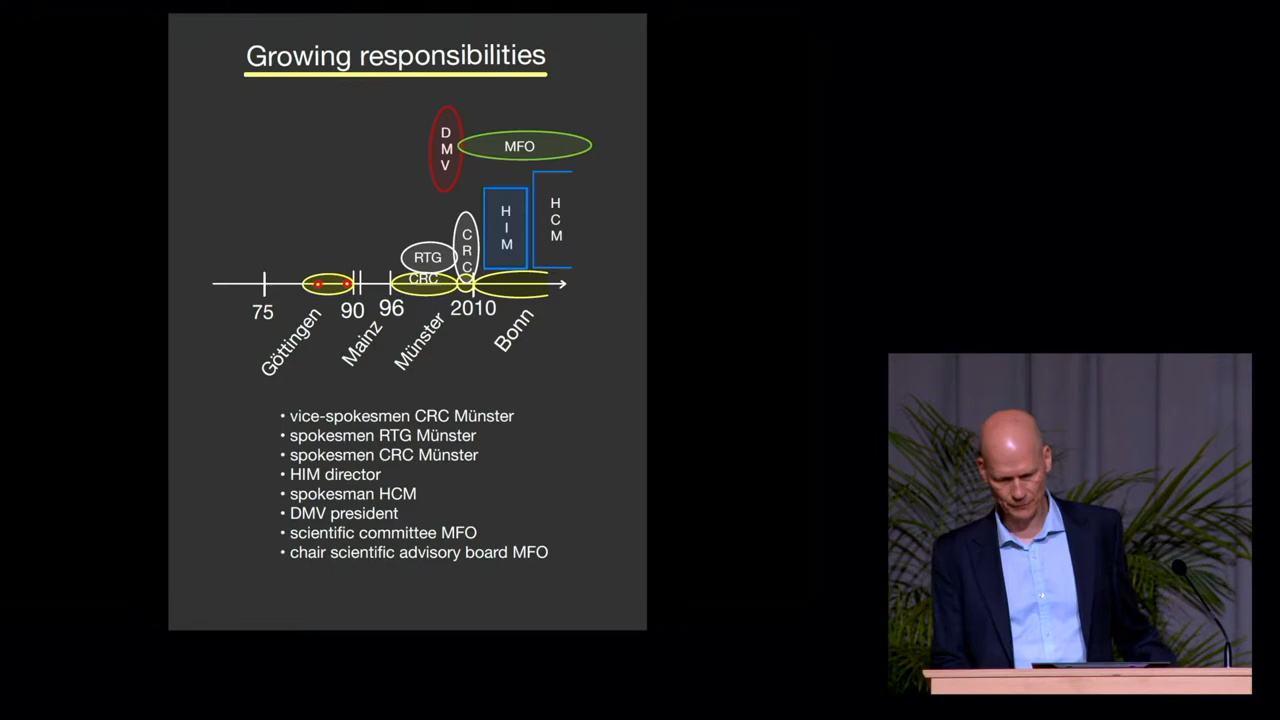 Growing responsibilities
D
M
V
MFO
H
I
M
H
C
M
C
R
C
RTG
CRC
75
90
96
2010
Göttingen
Mainz
Münster
Bonn
• vice-spokesmen CRC Münster
• spokesmen RTG Münster
• spokesmen CRC Münster
• HIM director
• spokesman HCM
• DMV president
• scientific committee MFO
• chair scientific advisory board MFO